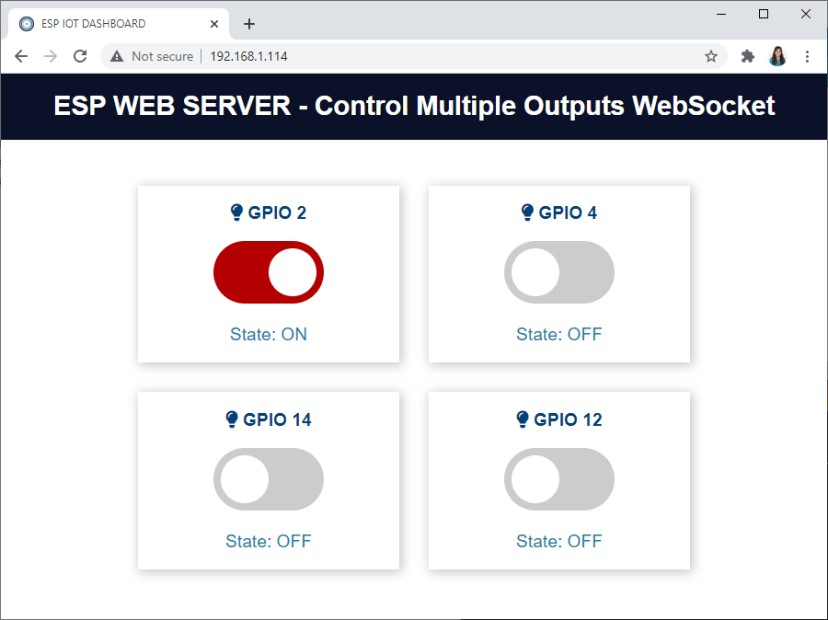 ESP IOT DASHBOARD
Not secure | 192.168.1.114
ESP WEB SERVER - Control Multiple Outputs WebSocket
GPIO 2
State: ON
GPIO 4
State: OFF
GPIO 14
State: OFF
GPIO 12
State: OFF